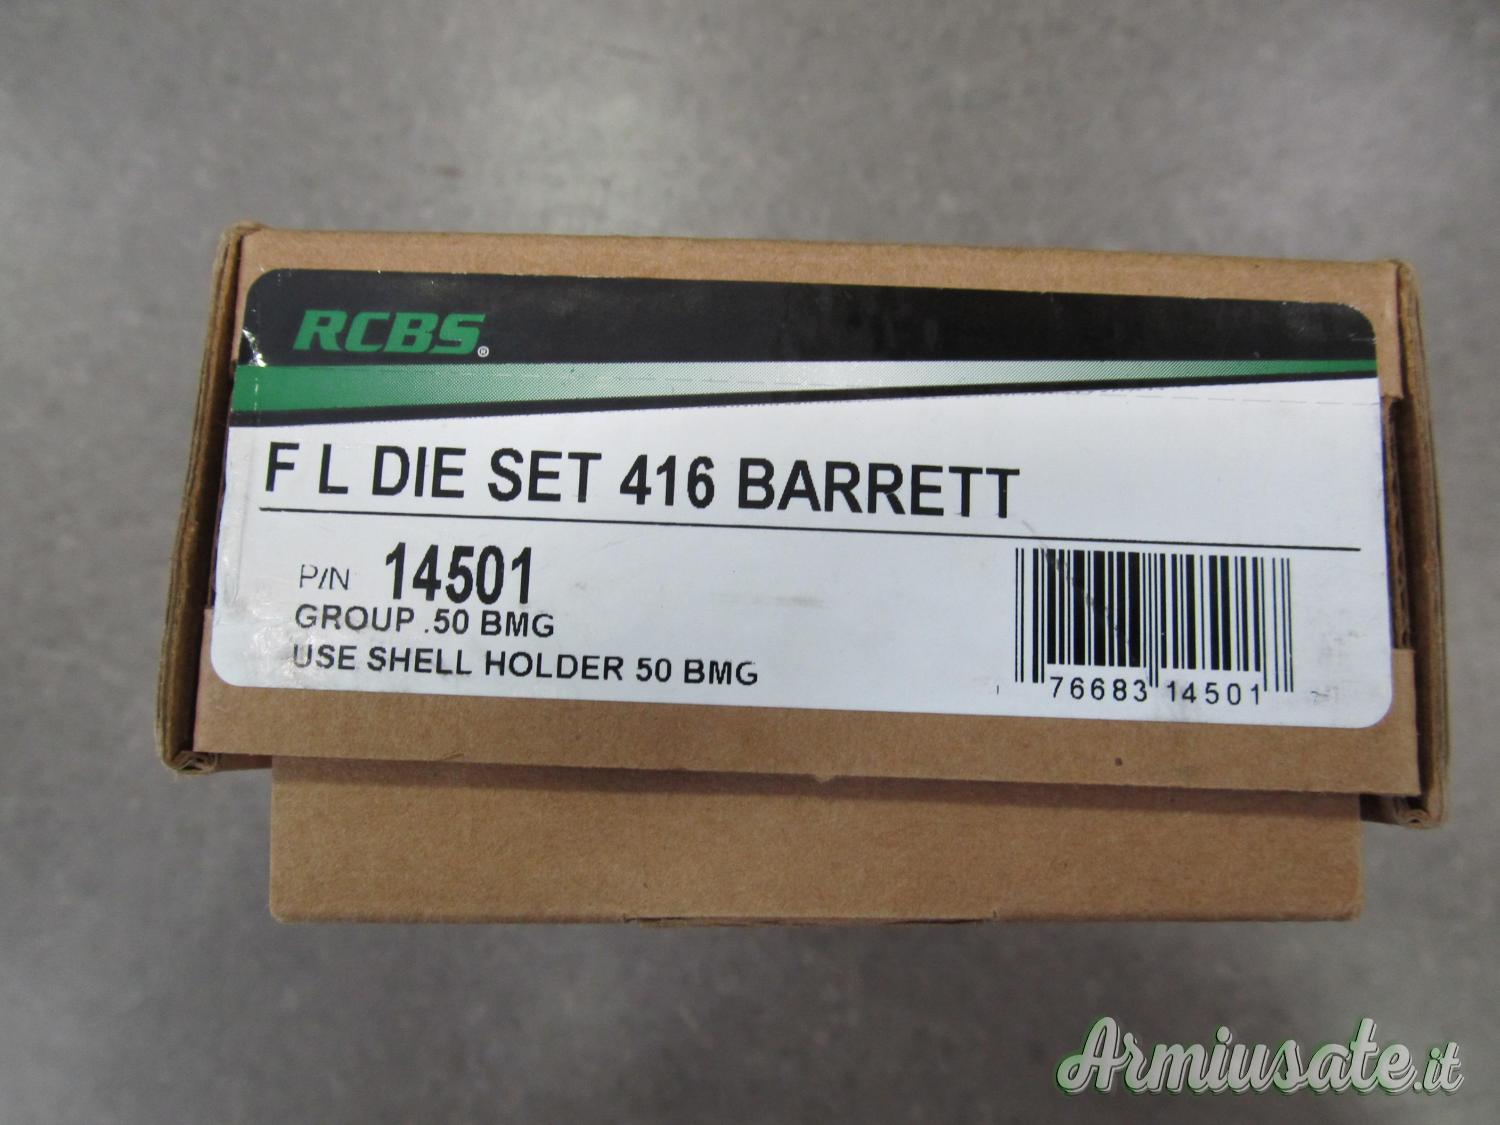 RCBS®
F L DIE SET 416 BARRETT
P/N 14501
GROUP .50 BMG
USE SHELL HOLDER 50 BMG
76683 14501
Armiusate.it